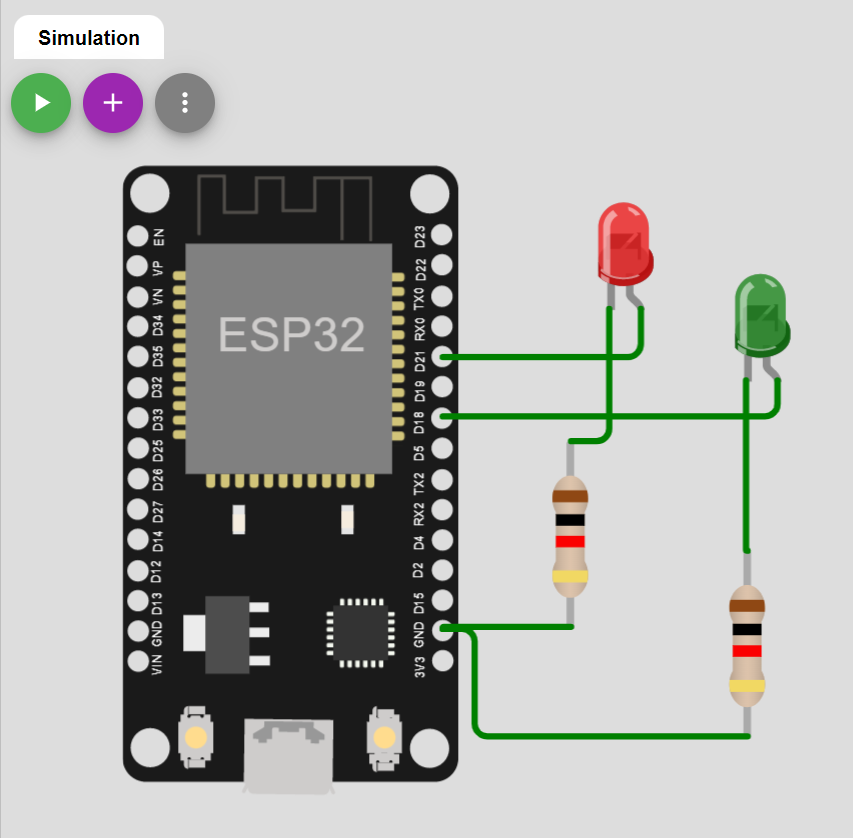 Simulation
EN
VP
VN
D34
D35
D32
D33
D25
D26
D27
D14
D12
D13
GND
VIN
ESP32
D23
D22
TX0
RX0
D21
D19
D18
D5
TX2
RX2
D4
D2
D15
GND
3V3